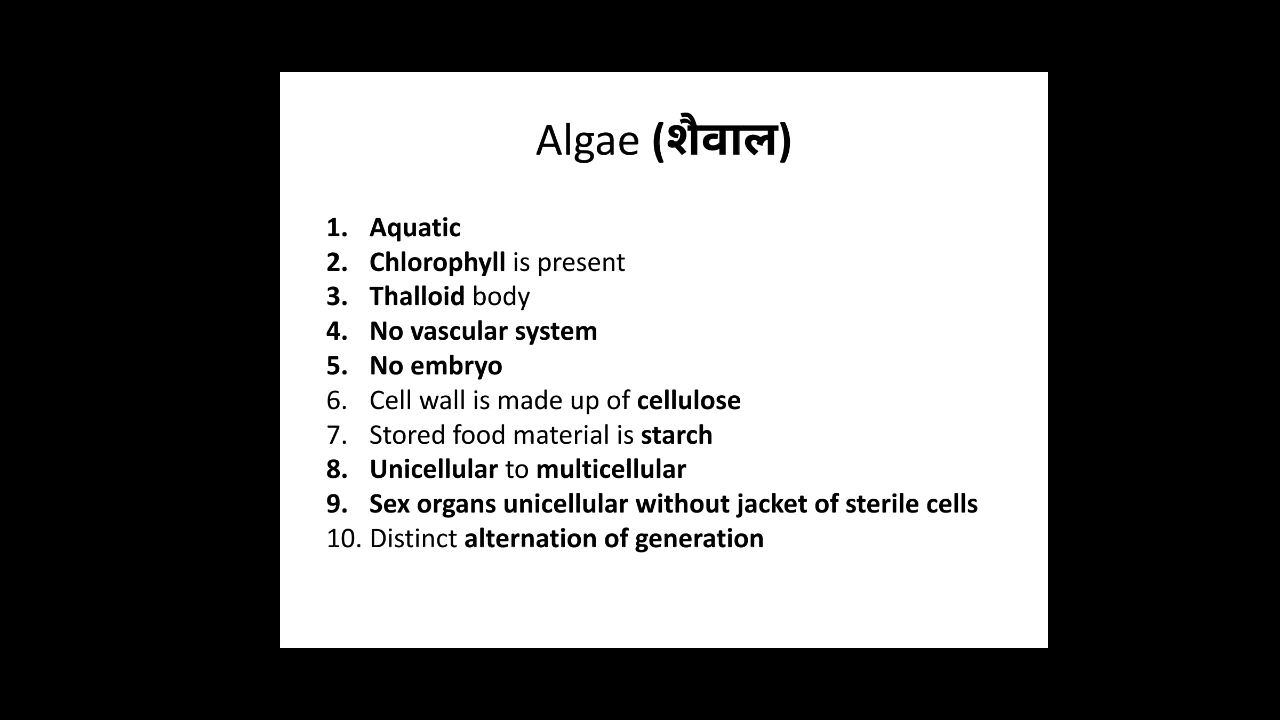 Algae (शैवाल)
1. Aquatic
2. Chlorophyll is present
3. Thalloid body
4. No vascular system
5. No embryo
6. Cell wall is made up of cellulose
7. Stored food material is starch
8. Unicellular to multicellular
9. Sex organs unicellular without jacket of sterile cells
10. Distinct alternation of generation